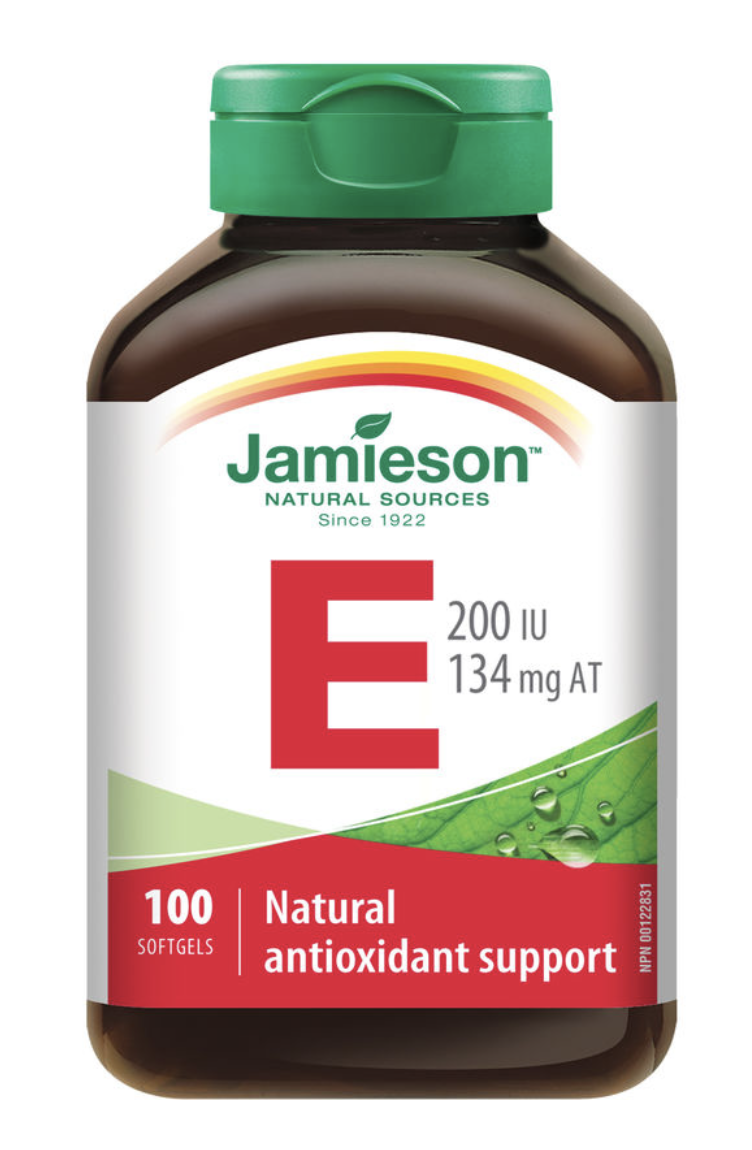 Jamieson™
NATURAL SOURCES
Since 1922
E
200 IU
134 mg AT
100
SOFTGELS
Natural
antioxidant support
NPN 00122831